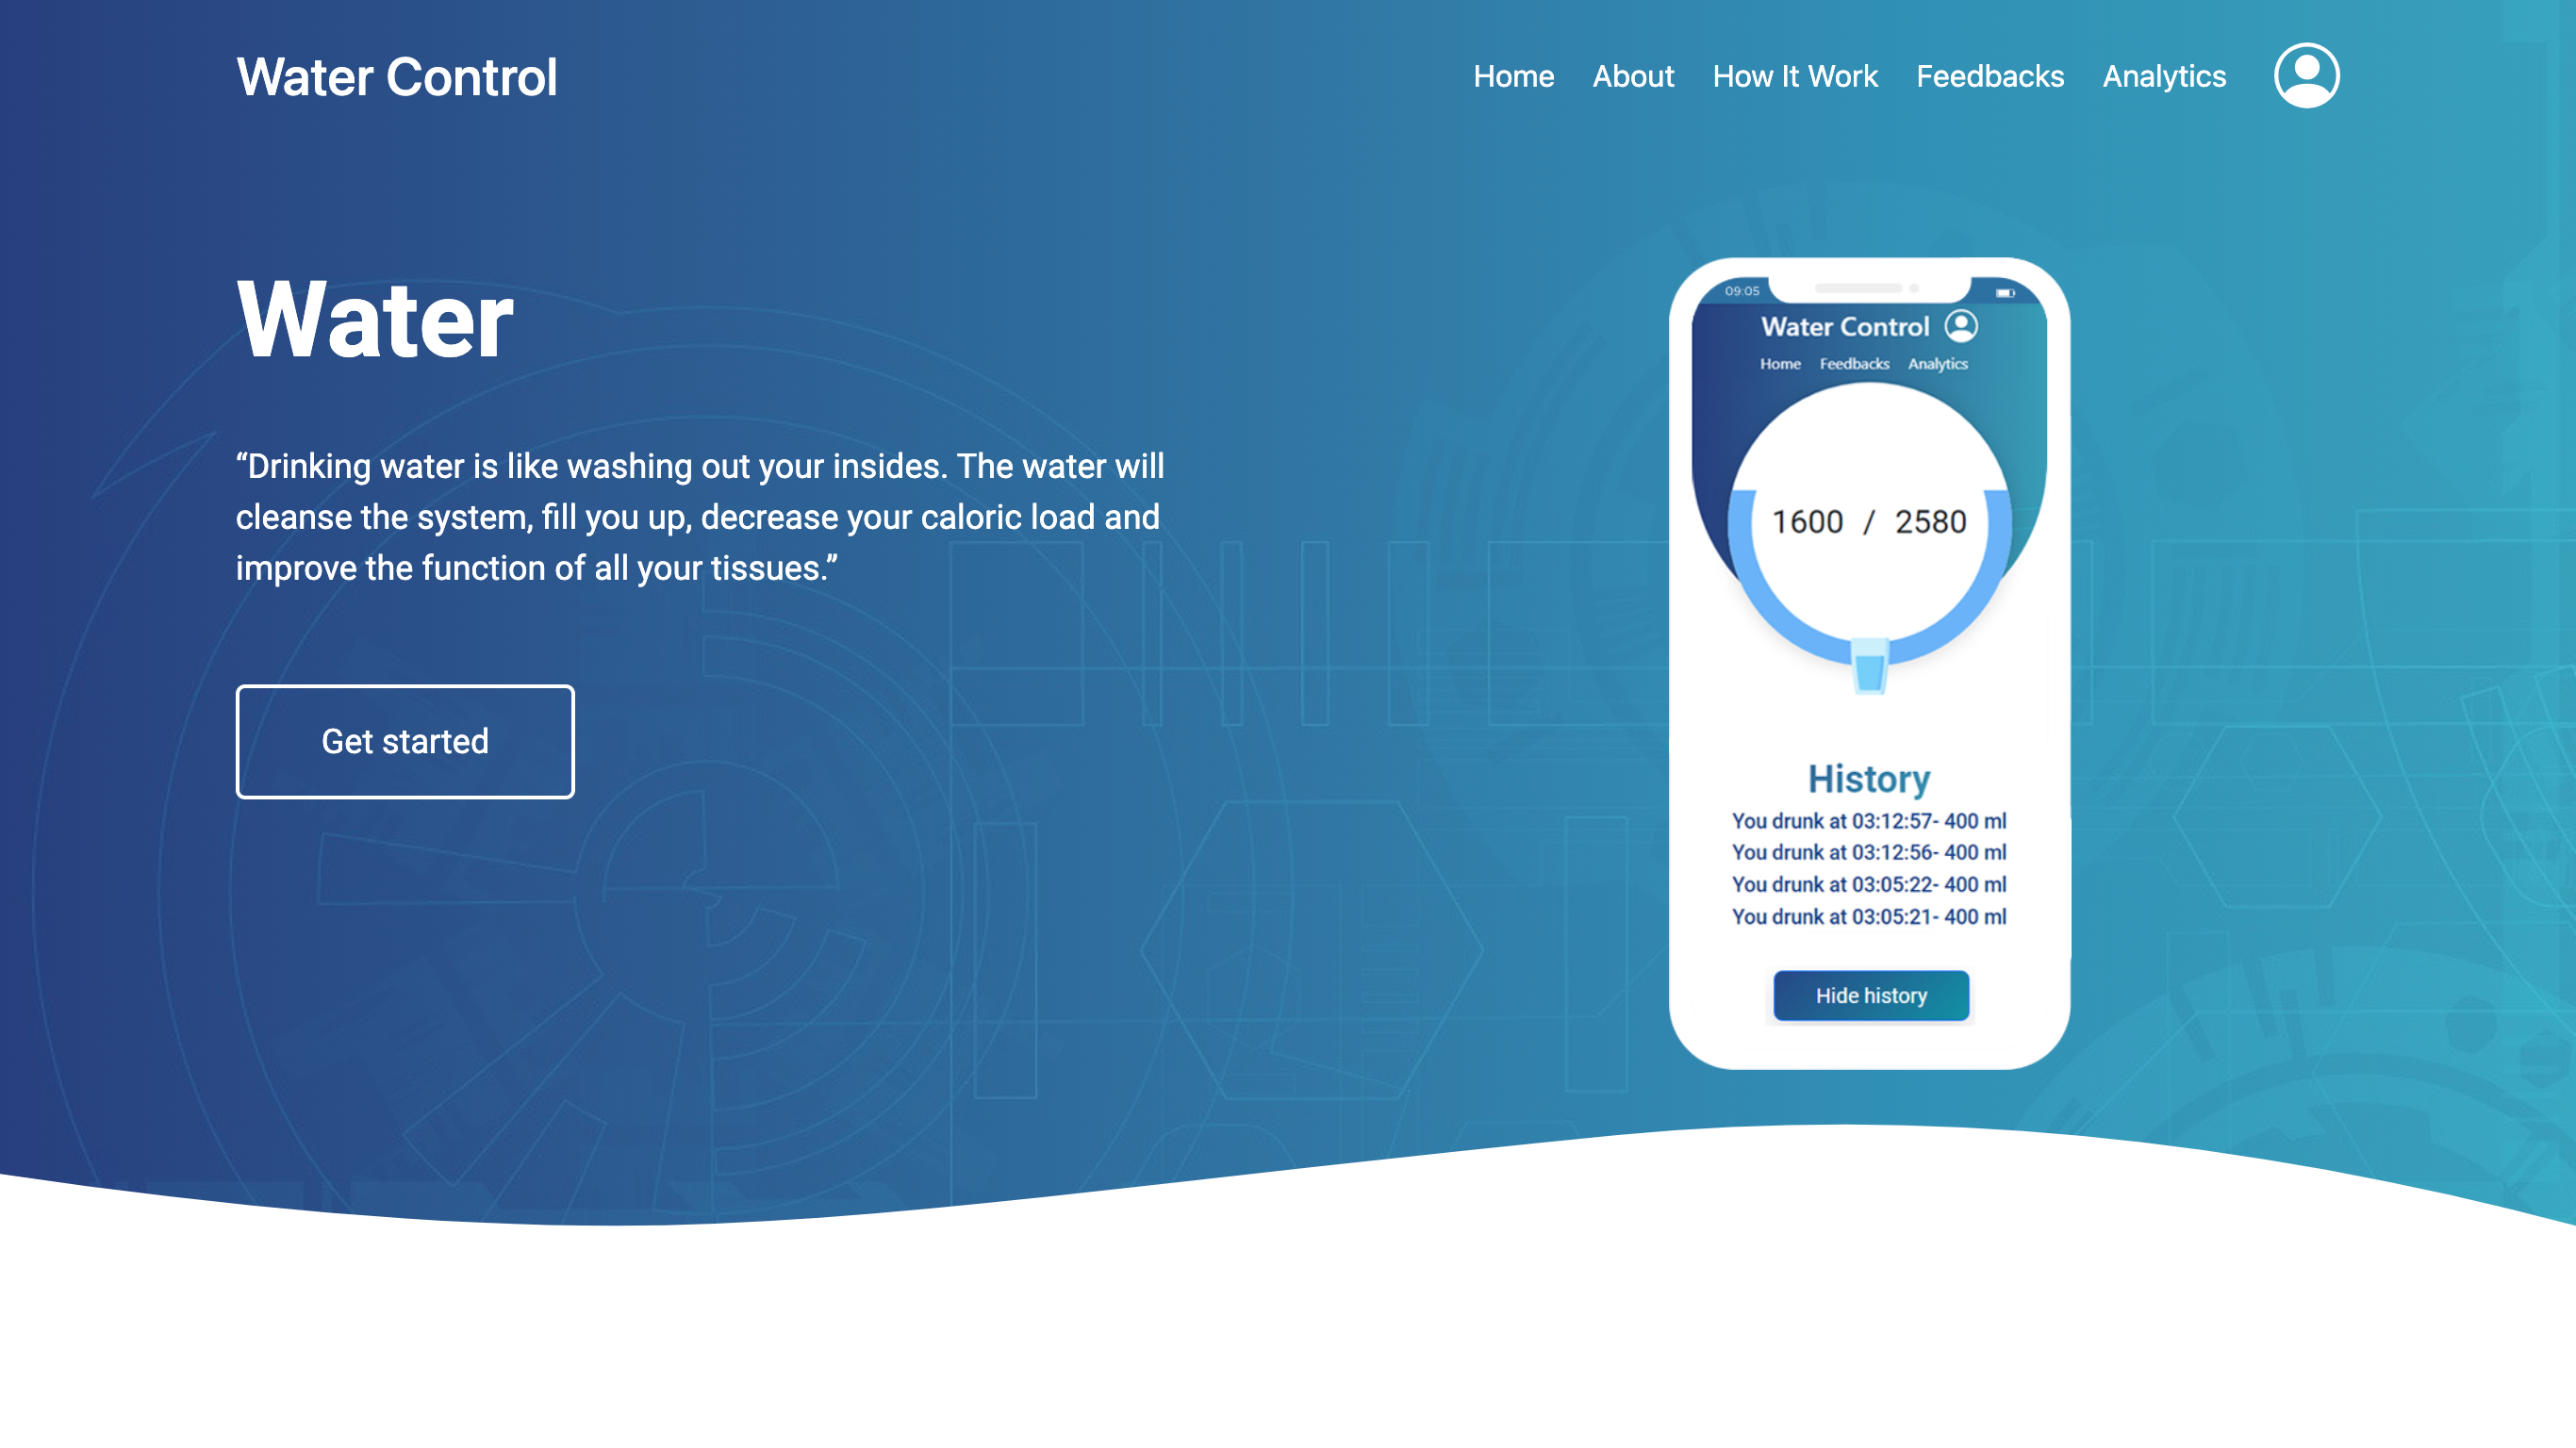 Water Control
Home About How It Work Feedbacks Analytics
Water
“Drinking water is like washing out your insides. The water will
cleanse the system, fill you up, decrease your caloric load and
improve the function of all your tissues.”
Get started
09:05
Water Control
Home Feedbacks Analytics
1600 / 2580
History
You drunk at 03:12:57- 400 ml
You drunk at 03:12:56- 400 ml
You drunk at 03:05:22- 400 ml
You drunk at 03:05:21- 400 ml
Hide history